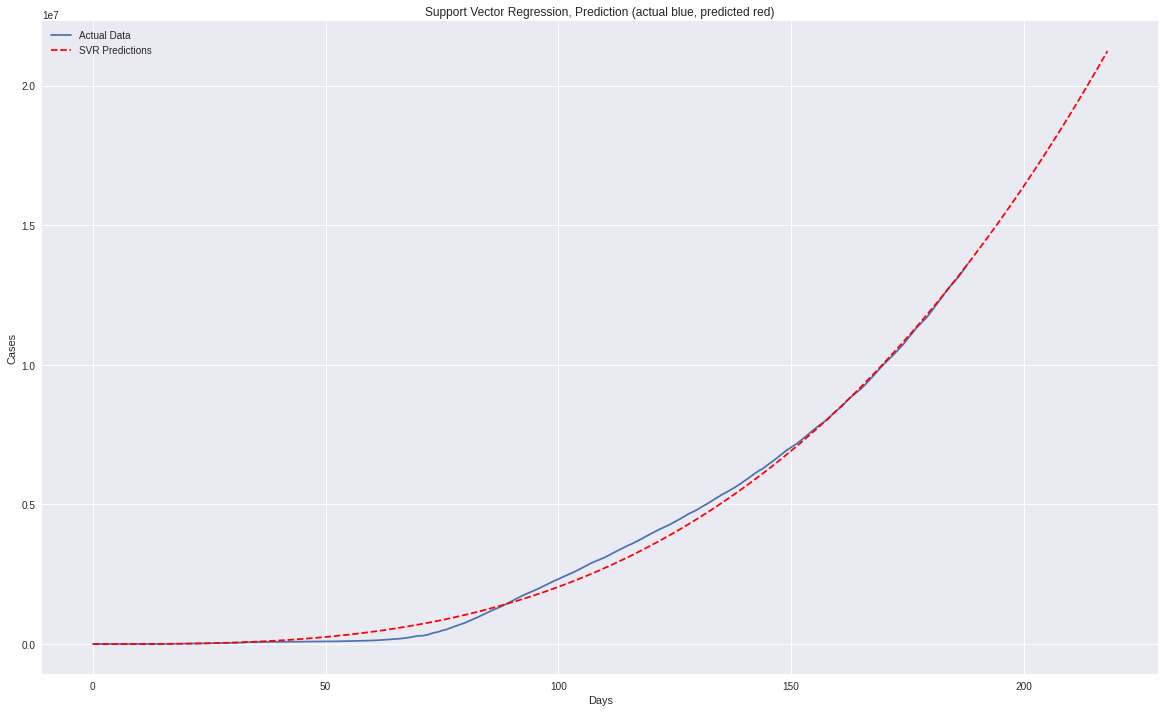 Support Vector Regression, Prediction (actual blue, predicted red)
1e7
Actual Data
SVR Predictions
2.0
1.5
1.0
0.5
0.0
Cases
0
50
100
150
200
Days